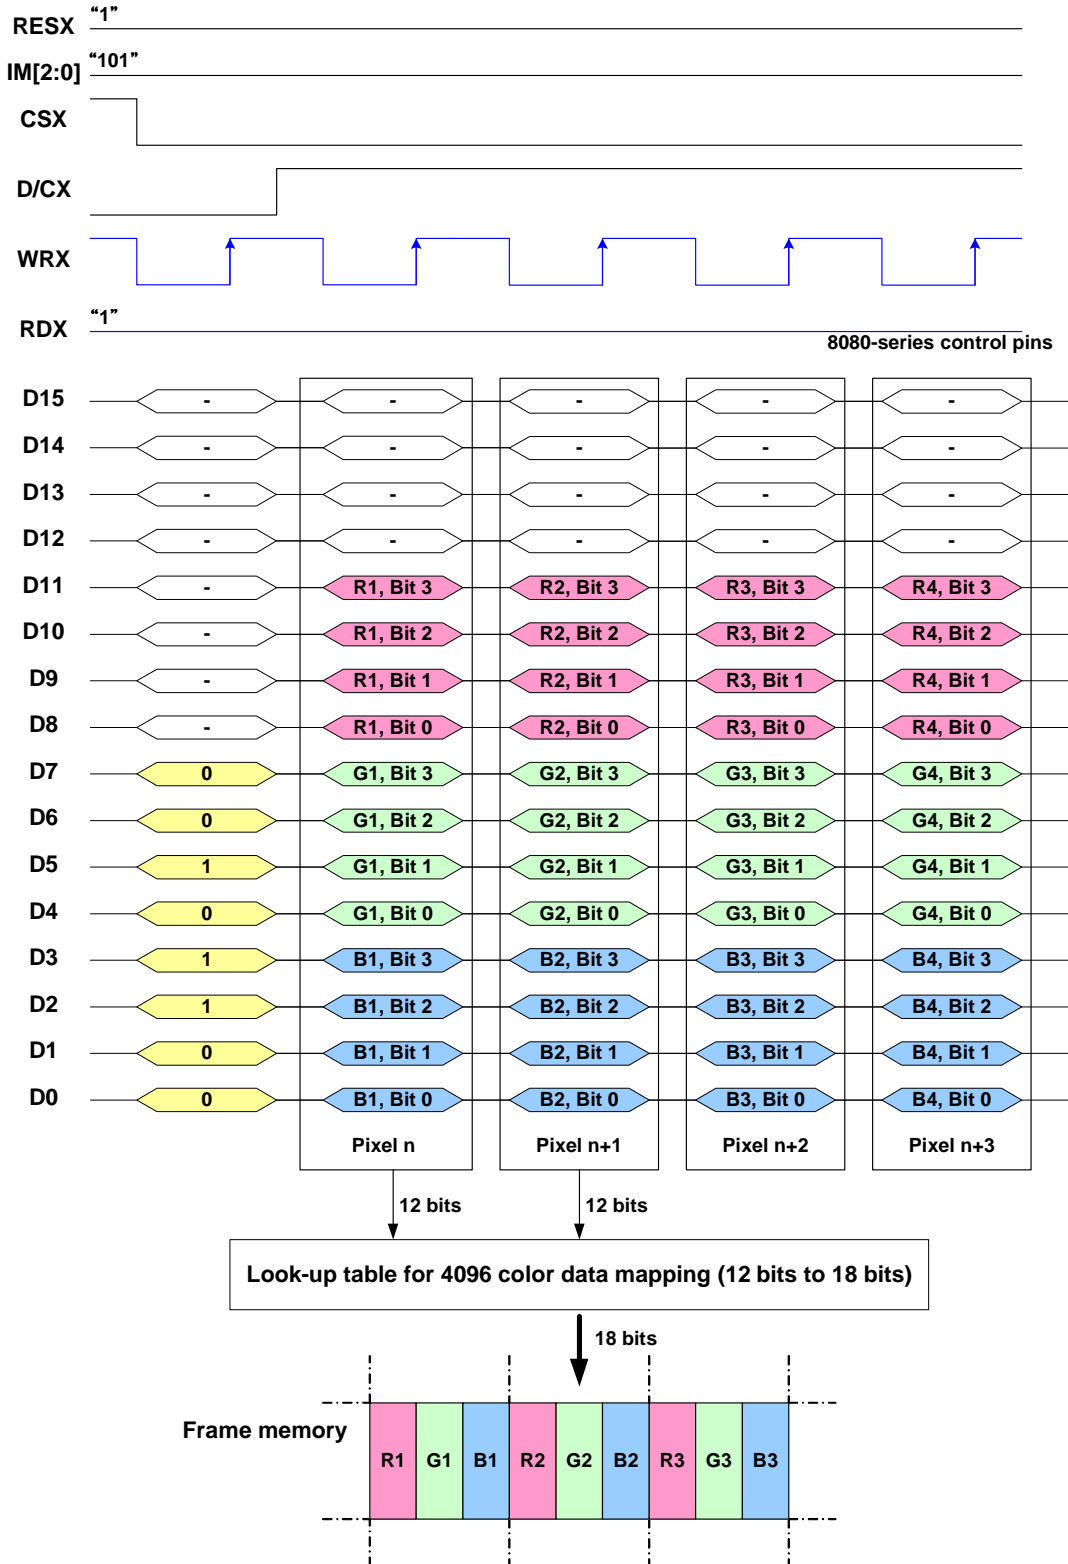 RESX "1"
IM[2:0] "101"
CSX
D/CX
WRX
RDX "1"
8080-series control pins
D15 - - - - -
D14 - - - - -
D13 - - - - -
D12 - - - - -
D11 - R1, Bit 3 R2, Bit 3 R3, Bit 3 R4, Bit 3
D10 - R1, Bit 2 R2, Bit 2 R3, Bit 2 R4, Bit 2
D9 - R1, Bit 1 R2, Bit 1 R3, Bit 1 R4, Bit 1
D8 - R1, Bit 0 R2, Bit 0 R3, Bit 0 R4, Bit 0
D7 0 G1, Bit 3 G2, Bit 3 G3, Bit 3 G4, Bit 3
D6 0 G1, Bit 2 G2, Bit 2 G3, Bit 2 G4, Bit 2
D5 1 G1, Bit 1 G2, Bit 1 G3, Bit 1 G4, Bit 1
D4 0 G1, Bit 0 G2, Bit 0 G3, Bit 0 G4, Bit 0
D3 1 B1, Bit 3 B2, Bit 3 B3, Bit 3 B4, Bit 3
D2 1 B1, Bit 2 B2, Bit 2 B3, Bit 2 B4, Bit 2
D1 0 B1, Bit 1 B2, Bit 1 B3, Bit 1 B4, Bit 1
D0 0 B1, Bit 0 B2, Bit 0 B3, Bit 0 B4, Bit 0
Pixel n Pixel n+1 Pixel n+2 Pixel n+3
12 bits 12 bits
Look-up table for 4096 color data mapping (12 bits to 18 bits)
18 bits
Frame memory
R1 G1 B1 R2 G2 B2 R3 G3 B3